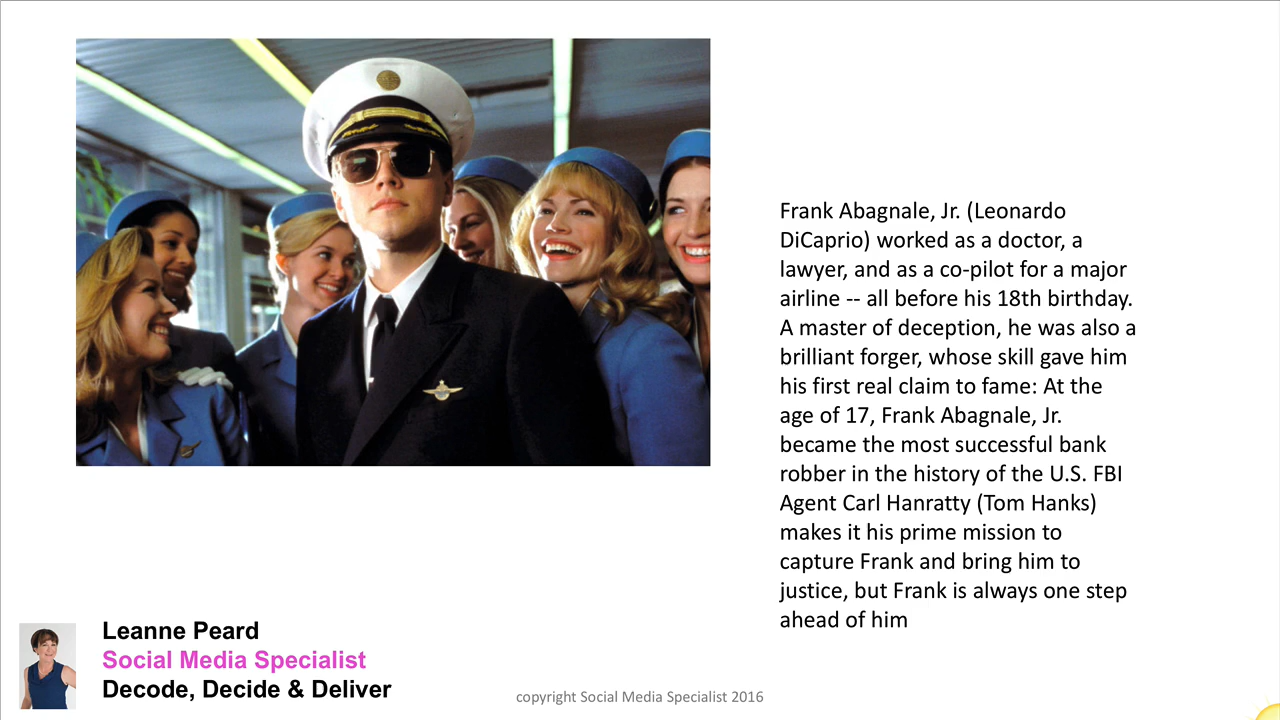 Frank Abagnale, Jr. (Leonardo
DiCaprio) worked as a doctor, a
lawyer, and as a co-pilot for a major
airline -- all before his 18th birthday.
A master of deception, he was also a
brilliant forger, whose skill gave him
his first real claim to fame: At the
age of 17, Frank Abagnale, Jr.
became the most successful bank
robber in the history of the U.S. FBI
Agent Carl Hanratty (Tom Hanks)
makes it his prime mission to
capture Frank and bring him to
justice, but Frank is always one step
ahead of him
Leanne Peard
Social Media Specialist
Decode, Decide & Deliver
copyright Social Media Specialist 2016